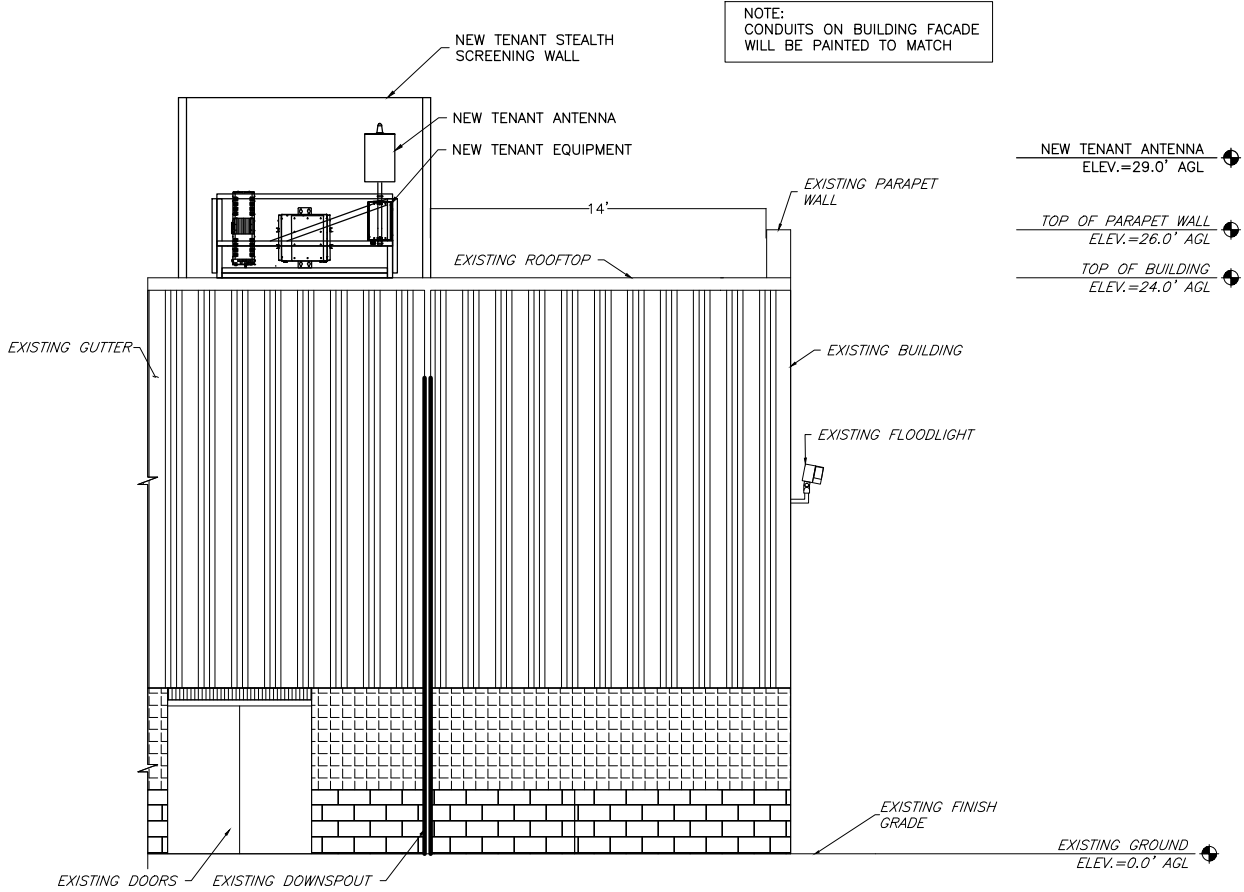 NOTE:
CONDUITS ON BUILDING FACADE
WILL BE PAINTED TO MATCH
NEW TENANT STEALTH
SCREENING WALL
NEW TENANT ANTENNA
NEW TENANT EQUIPMENT
NEW TENANT ANTENNA
ELEV.=29.0' AGL
EXISTING PARAPET
WALL
14'
TOP OF PARAPET WALL
ELEV.=26.0' AGL
EXISTING ROOFTOP
TOP OF BUILDING
ELEV.=24.0' AGL
EXISTING GUTTER
EXISTING BUILDING
EXISTING FLOODLIGHT
EXISTING FINISH
GRADE
EXISTING GROUND
ELEV.=0.0' AGL
EXISTING DOORS
EXISTING DOWNSPOUT